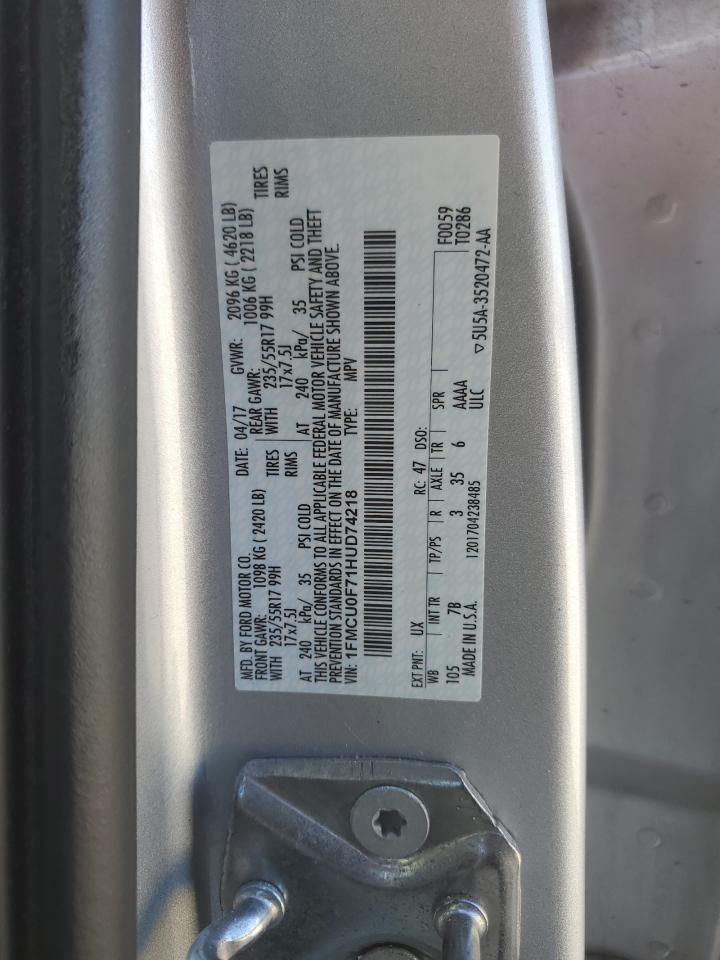 MFD. BY FORD MOTOR CO.
DATE: 04/17 GVWR: 2096 KG ( 4620 LB)
FRONT GAWR: 1098 KG ( 2420 LB)
REAR GAWR: 1006 KG ( 2218 LB)
WITH 235/55R17 99H TIRES
WITH 235/55R17 99H TIRES
17x7.5J RIMS
17x7.5J RIMS
AT 240 kPa/ 35 PSI COLD
AT 240 kPa/ 35 PSI COLD
THIS VEHICLE CONFORMS TO ALL APPLICABLE FEDERAL MOTOR VEHICLE SAFETY AND THEFT
PREVENTION STANDARDS IN EFFECT ON THE DATE OF MANUFACTURE SHOWN ABOVE.
VIN: 1FMCU0F71HUD74218 TYPE: MPV
EXT PNT: UX RC: 47 DSO: F0059
WB INT TR TP/PS R AXLE TR SPR T0286
105 7B 3 35 6 AAAA
MADE IN U.S.A. 1201704238485 ULC
▽5U5A-3520472-AA